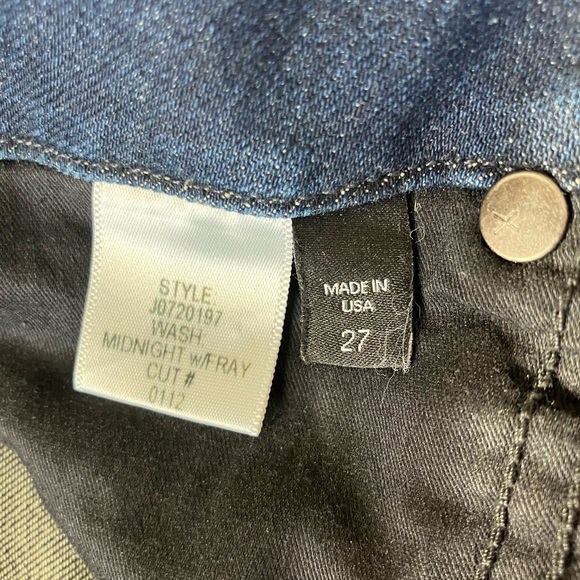 STYLE:
J0720197
WASH
MIDNIGHT w/FRAY
CUT #
0112
MADE IN
USA
27